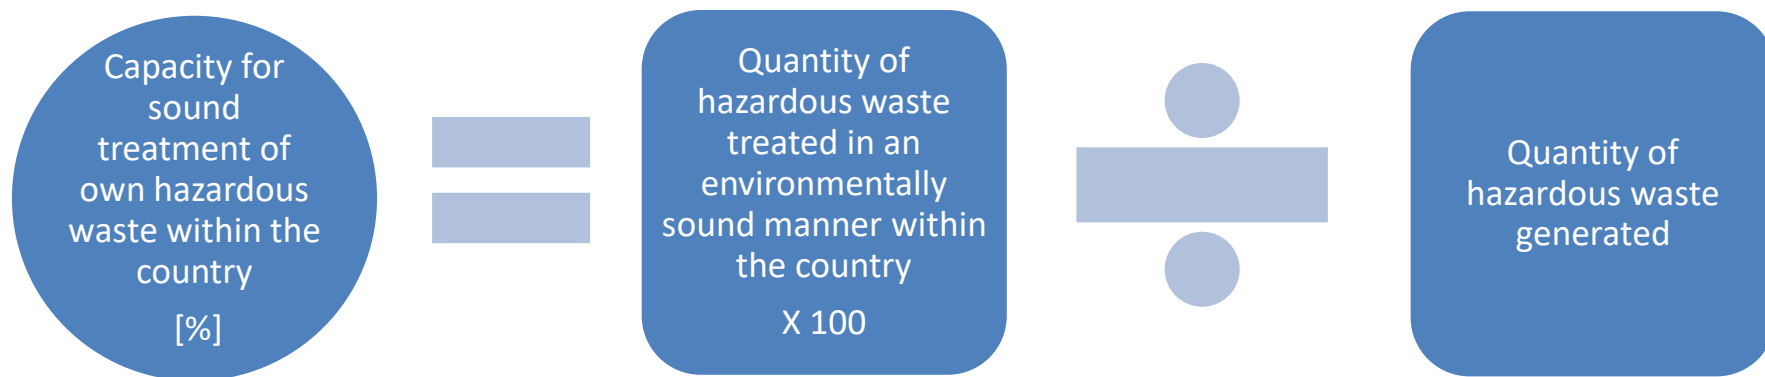 Capacity for
sound
treatment of
own hazardous
waste within the
country
[%]
Quantity of
hazardous waste
treated in an
environmentally
sound manner within
the country
X 100
Quantity of
hazardous waste
generated